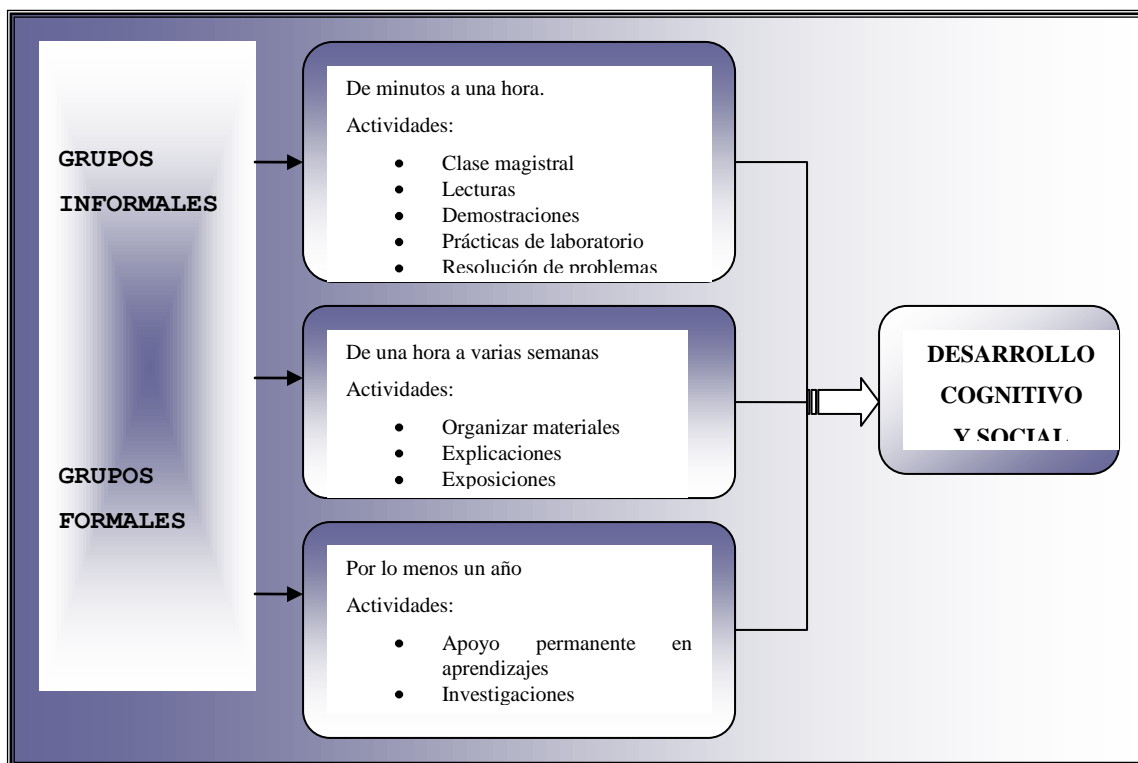 GRUPOS
INFORMALES
GRUPOS
FORMALES
De minutos a una hora.
Actividades:
• Clase magistral
• Lecturas
• Demostraciones
• Prácticas de laboratorio
• Resolución de problemas
De una hora a varias semanas
Actividades:
• Organizar materiales
• Explicaciones
• Exposiciones
Por lo menos un año
Actividades:
• Apoyo permanente en
aprendizajes
• Investigaciones
DESARROLLO
COGNITIVO
Y SOCIAL